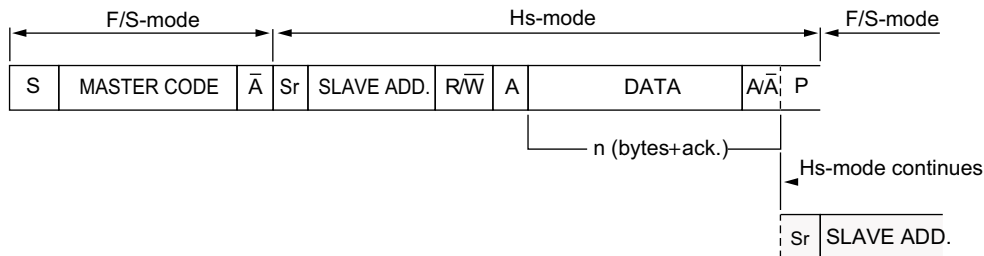 F/S-mode Hs-mode F/S-mode
S MASTER CODE A̅ Sr SLAVE ADD. R/W̅ A DATA A/A̅ P
n (bytes+ack.)
Hs-mode continues
Sr SLAVE ADD.